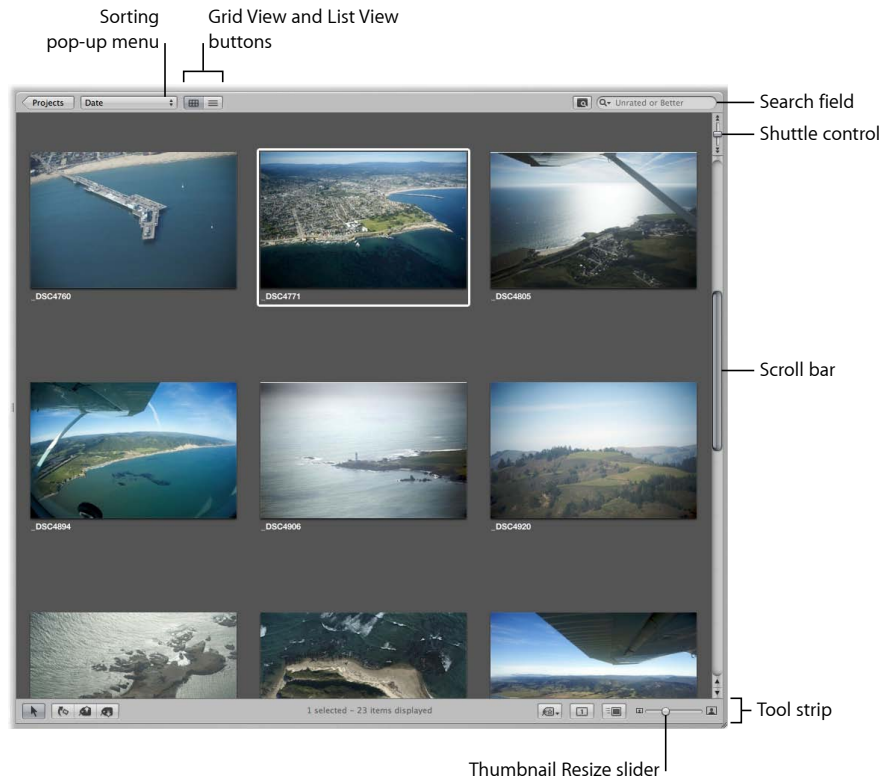 Sorting
pop-up menu
Grid View and List View
buttons
Projects
Date
Unrated or Better
Search field
Shuttle control
_DSC4760
_DSC4771
_DSC4805
Scroll bar
_DSC4894
_DSC4906
_DSC4920
1 selected – 23 items displayed
Tool strip
Thumbnail Resize slider